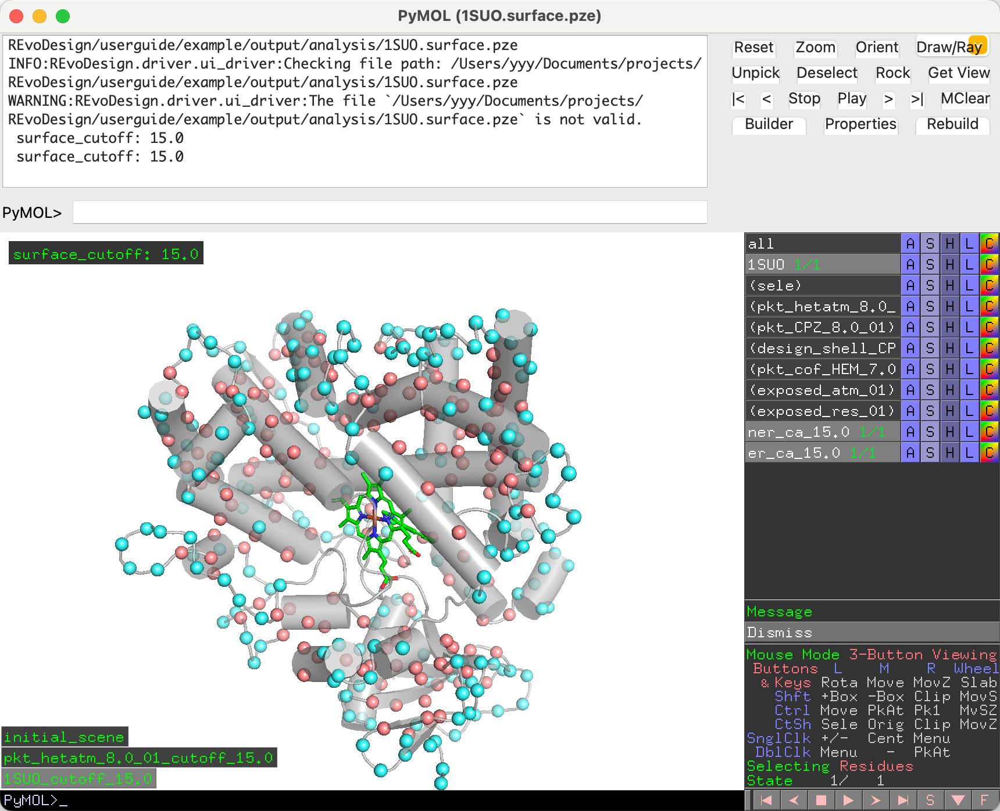 PyMOL (1SUO.surface.pze)
REvoDesign/userguide/example/output/analysis/1SUO.surface.pze
INFO:REvoDesign.driver.ui_driver:Checking file path: /Users/yyy/Documents/projects/
REvoDesign/userguide/example/output/analysis/1SUO.surface.pze
WARNING:REvoDesign.driver.ui_driver:The file `/Users/yyy/Documents/projects/
REvoDesign/userguide/example/output/analysis/1SUO.surface.pze` is not valid.
surface_cutoff: 15.0
surface_cutoff: 15.0
Reset Zoom Orient Draw/Ray
Unpick Deselect Rock Get View
|< < Stop Play > >| MClear
Builder Properties Rebuild
PyMOL>
surface_cutoff: 15.0
all A S H L C
1SUO 1/1 A S H L C
(sele) A S H L C
(pkt_hetatm_8.0_ A S H L C
(pkt_CPZ_8.0_01) A S H L C
(design_shell_CP A S H L C
(pkt_cof_HEM_7.0 A S H L C
(exposed_atm_01) A S H L C
(exposed_res_01) A S H L C
ner_ca_15.0 1/1 A S H L C
er_ca_15.0 1/1 A S H L C
Message
Dismiss
Mouse Mode 3-Button Viewing
Buttons L M R Wheel
& Keys Rota Move MovZ Slab
Shft +Box -Box Clip MovS
Ctrl Move PkAt Pk1 MvSZ
CtSh Sele Orig Clip MovZ
SnglClk +/- Cent Menu
DblClk Menu - PkAt
Selecting Residues
State 1/ 1
initial_scene
pkt_hetatm_8.0_01_cutoff_15.0
1SUO_cutoff_15.0
PyMOL>_
S F